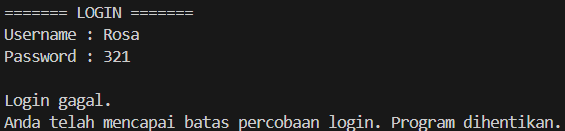 ======= LOGIN =======
Username : Rosa
Password : 321
Login gagal.
Anda telah mencapai batas percobaan login. Program dihentikan.